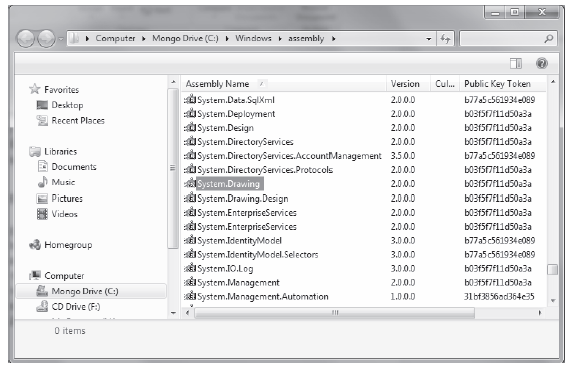 Computer Mongo Drive (C:) Windows assembly
Favorites
Desktop
Recent Places
Libraries
Documents
Music
Pictures
Videos
Homegroup
Computer
Mongo Drive (C:)
CD Drive (F:)
Assembly Name Version Cul... Public Key Token
System.Data.SqlXml 2.0.0.0 b77a5c561934e089
System.Deployment 2.0.0.0 b03f5f7f11d50a3a
System.Design 2.0.0.0 b03f5f7f11d50a3a
System.DirectoryServices 2.0.0.0 b03f5f7f11d50a3a
System.DirectoryServices.AccountManagement 3.5.0.0 b77a5c561934e089
System.DirectoryServices.Protocols 2.0.0.0 b03f5f7f11d50a3a
System.Drawing 2.0.0.0 b03f5f7f11d50a3a
System.Drawing.Design 2.0.0.0 b03f5f7f11d50a3a
System.EnterpriseServices 2.0.0.0 b03f5f7f11d50a3a
System.EnterpriseServices 2.0.0.0 b03f5f7f11d50a3a
System.IdentityModel 3.0.0.0 b77a5c561934e089
System.IdentityModel.Selectors 3.0.0.0 b77a5c561934e089
System.IO.Log 3.0.0.0 b03f5f7f11d50a3a
System.Management 2.0.0.0 b03f5f7f11d50a3a
System.Management.Automation 1.0.0.0 31bf3856ad364e35
0 items